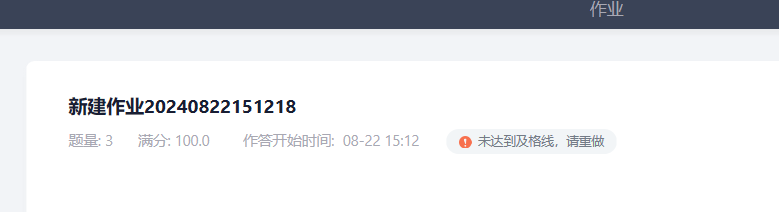 作业
新建作业20240822151218
题量: 3 满分: 100.0 作答开始时间: 08-22 15:12 未达到及格线，请重做